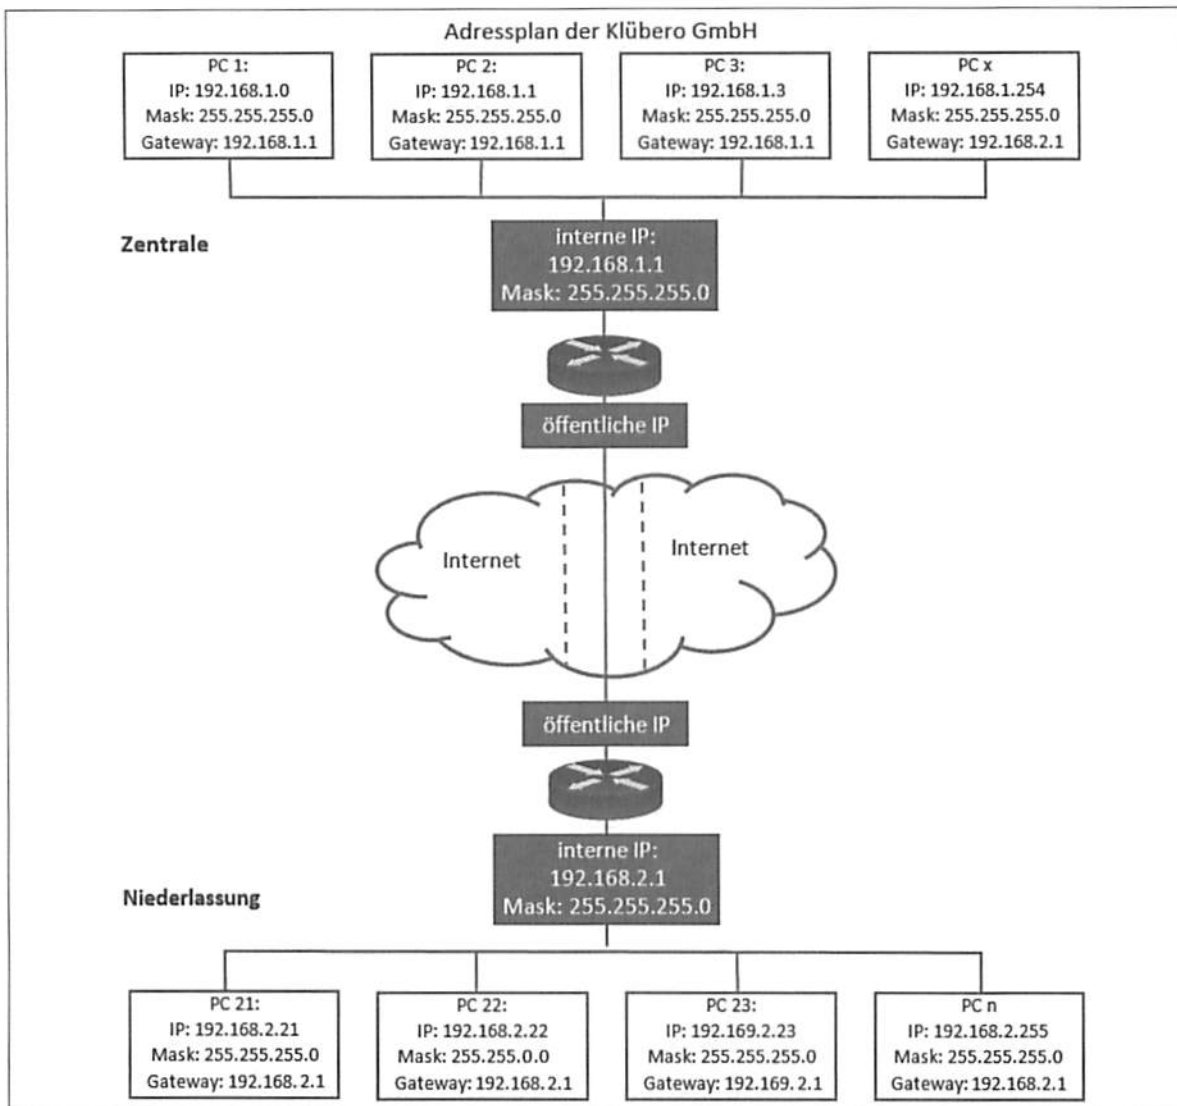 Adressplan der Klübero GmbH
PC 1:
IP: 192.168.1.0
Mask: 255.255.255.0
Gateway: 192.168.1.1
PC 2:
IP: 192.168.1.1
Mask: 255.255.255.0
Gateway: 192.168.1.1
PC 3:
IP: 192.168.1.3
Mask: 255.255.255.0
Gateway: 192.168.1.1
PC x
IP: 192.168.1.254
Mask: 255.255.255.0
Gateway: 192.168.2.1
Zentrale
interne IP:
192.168.1.1
Mask: 255.255.255.0
öffentliche IP
Internet
Internet
öffentliche IP
interne IP:
192.168.2.1
Mask: 255.255.255.0
Niederlassung
PC 21:
IP: 192.168.2.21
Mask: 255.255.255.0
Gateway: 192.168.2.1
PC 22:
IP: 192.168.2.22
Mask: 255.255.0.0
Gateway: 192.168.2.1
PC 23:
IP: 192.169.2.23
Mask: 255.255.255.0
Gateway: 192.169.2.1
PC n
IP: 192.168.2.255
Mask: 255.255.255.0
Gateway: 192.168.2.1